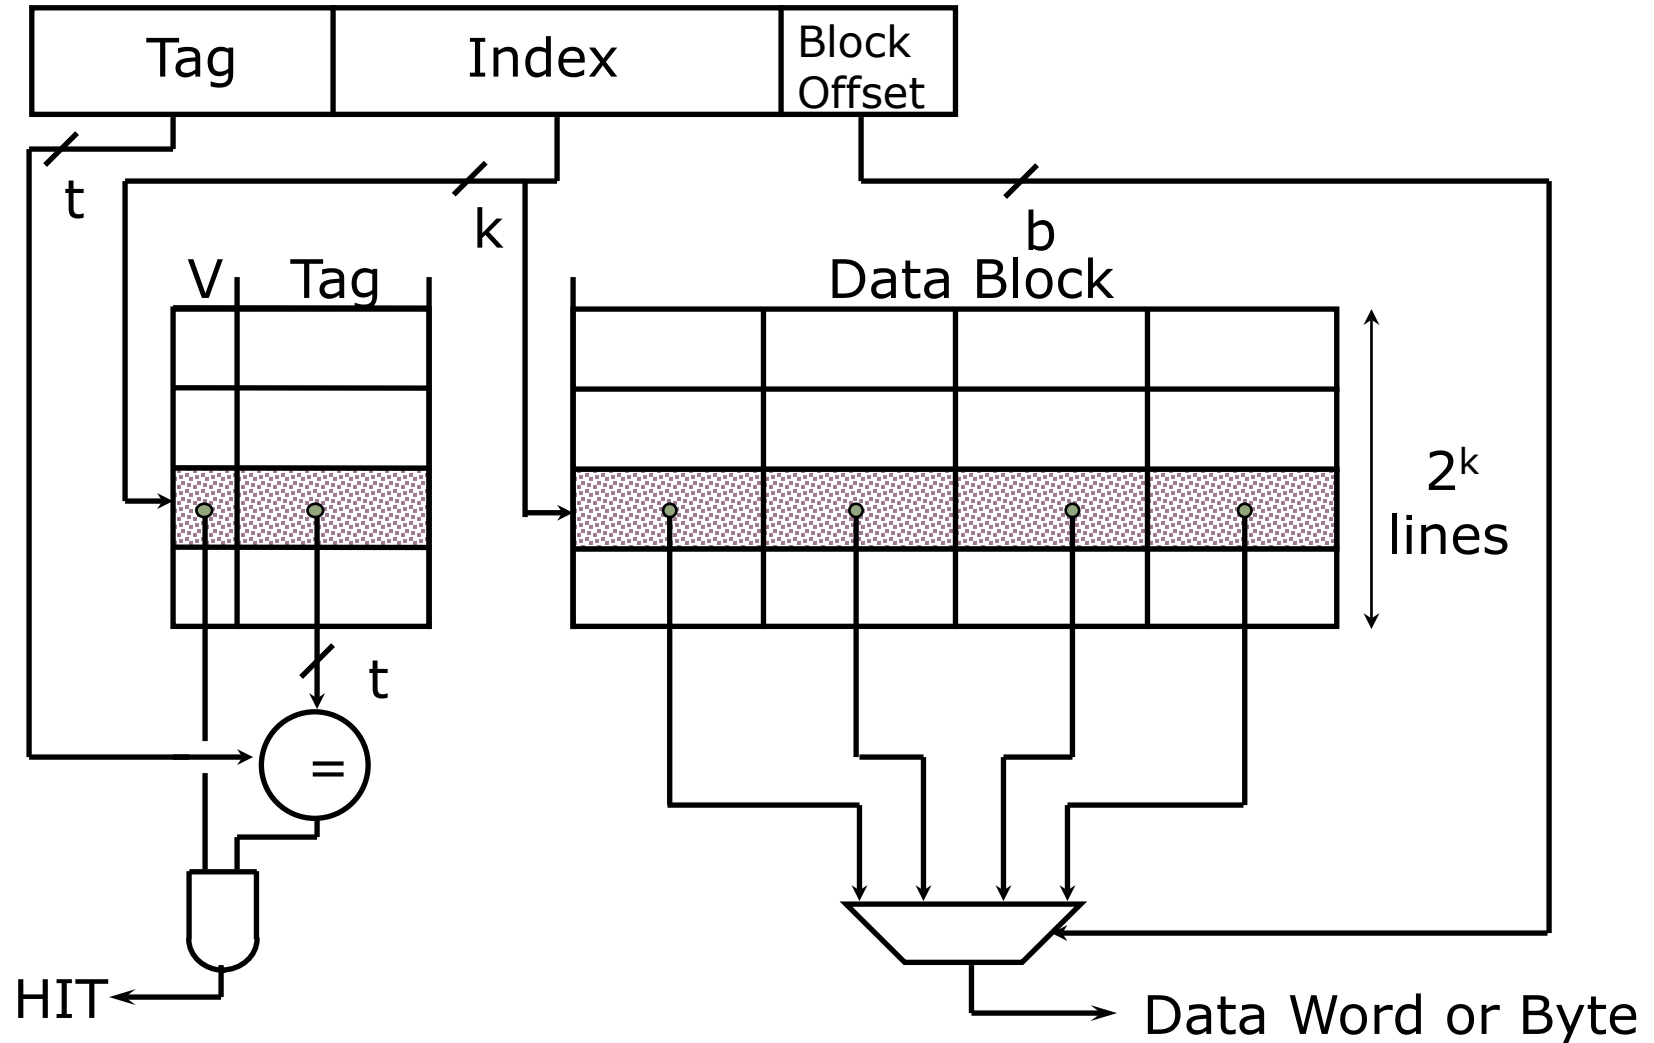 Tag Index Block
Offset
t
k
b
V Tag Data Block
2ᵏ
lines
t
=
HIT
Data Word or Byte